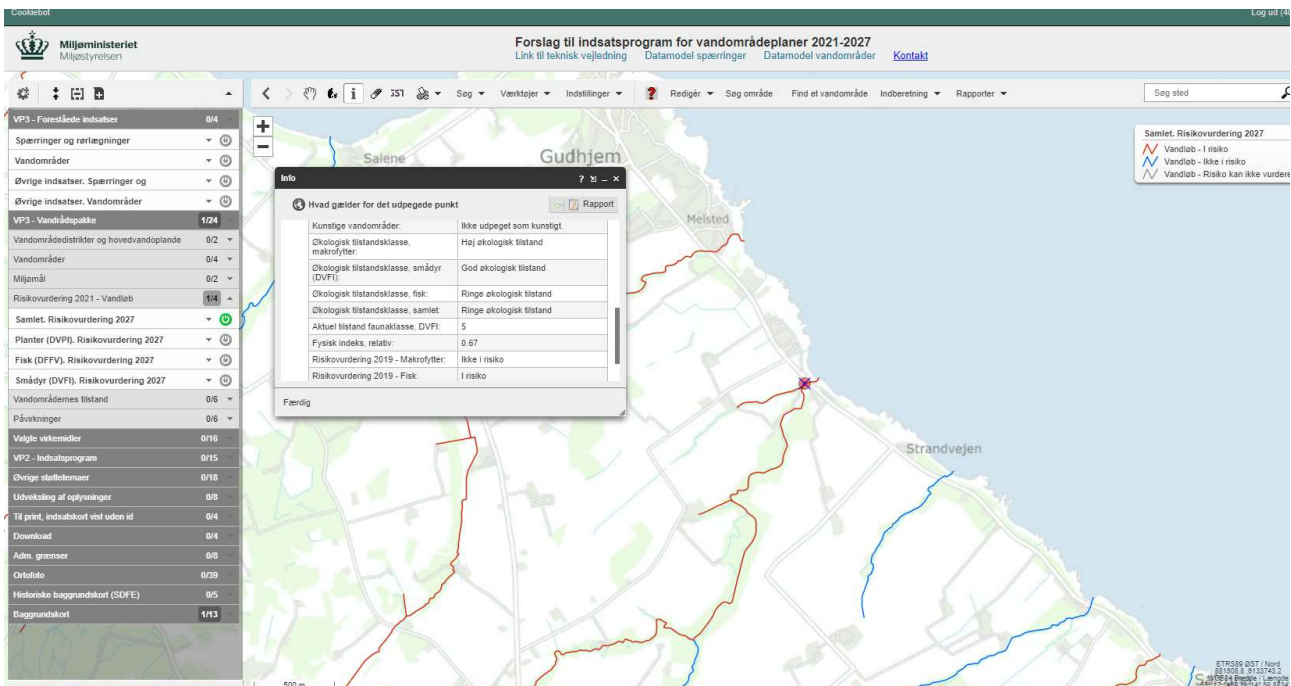 Cookiebot
Log ud
Miljøministeriet
Miljøstyrelsen
Forslag til indsatsprogram for vandområdeplaner 2021-2027
Link til teknisk vejledning Datamodel spærringer Datamodel vandområder Kontakt
Søg Værktøjer Indstillinger Redigér Søg område Find et vandområde Indberetning Rapporter
Søg sted
VP3 - Foreslåede indsatser 0/4
Spærringer og rørlægninger
Vandområder
Øvrige indsatser. Spærringer og
Øvrige indsatser. Vandområder
VP3 - Vandrådspakke 1/24
Vandområdedistrikter og hovedvandoplande 0/2
Vandområder 0/4
Miljømål 0/2
Risikovurdering 2021 - Vandløb 1/4
Samlet. Risikovurdering 2027
Planter (DVPI). Risikovurdering 2027
Fisk (DFFV). Risikovurdering 2027
Smådyr (DVFI). Risikovurdering 2027
Vandområdernes tilstand 0/6
Påvirkninger 0/6
Valgte virkemidler 0/16
VP2 - Indsatsprogram 0/15
Øvrige støttetemaer 0/18
Udveksling af oplysninger 0/8
Til print, indsatskort vist uden id 0/4
Download 0/4
Adm. grænser 0/8
Ortofoto 0/39
Historiske baggrundskort (SDFE) 0/5
Baggrundskort 1/13
+
−
Salene
Gudhjem
Melsted
Strandvejen
Info
Hvad gælder for det udpegede punkt Rapport
Kunstige vandområder: Ikke udpeget som kunstigt.
Økologisk tilstandsklasse, Høj økologisk tilstand
makrofytter:
Økologisk tilstandsklasse, smådyr God økologisk tilstand
(DVFI):
Økologisk tilstandsklasse, fisk: Ringe økologisk tilstand
Økologisk tilstandsklasse, samlet: Ringe økologisk tilstand
Aktuel tilstand faunaklasse, DVFI: 5
Fysisk indeks, relativ: 0.67
Risikovurdering 2019 - Makrofytter: Ikke i risiko
Risikovurdering 2019 - Fisk: I risiko
Færdig
Samlet. Risikovurdering 2027
Vandløb - I risiko
Vandløb - Ikke i risiko
Vandløb - Risiko kan ikke vurdere
500 m
ETRS89 ØST / Nord